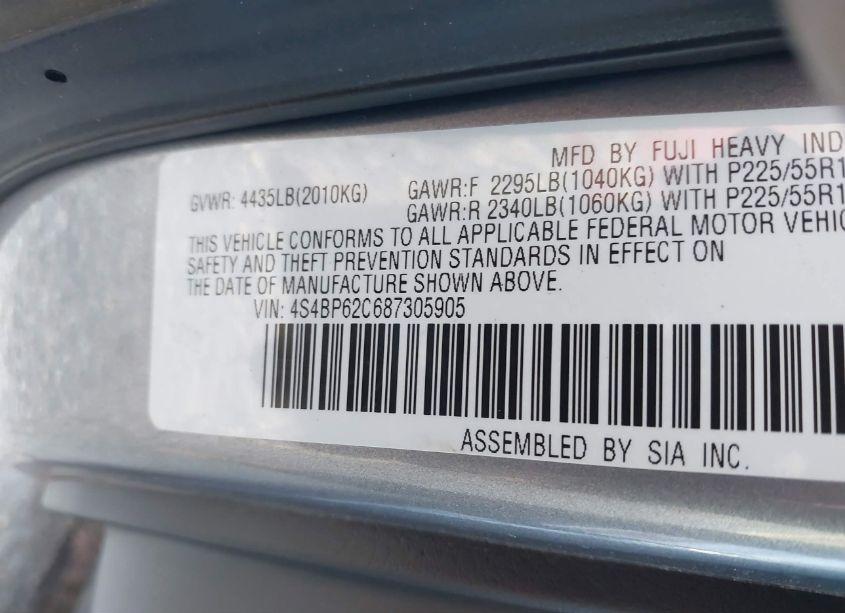 MFD BY FUJI HEAVY IND
GVWR: 4435LB(2010KG) GAWR:F 2295LB(1040KG) WITH P225/55R1
GAWR:R 2340LB(1060KG) WITH P225/55R1
THIS VEHICLE CONFORMS TO ALL APPLICABLE FEDERAL MOTOR VEHIC
SAFETY AND THEFT PREVENTION STANDARDS IN EFFECT ON
THE DATE OF MANUFACTURE SHOWN ABOVE.
VIN: 4S4BP62C687305905
ASSEMBLED BY SIA INC.